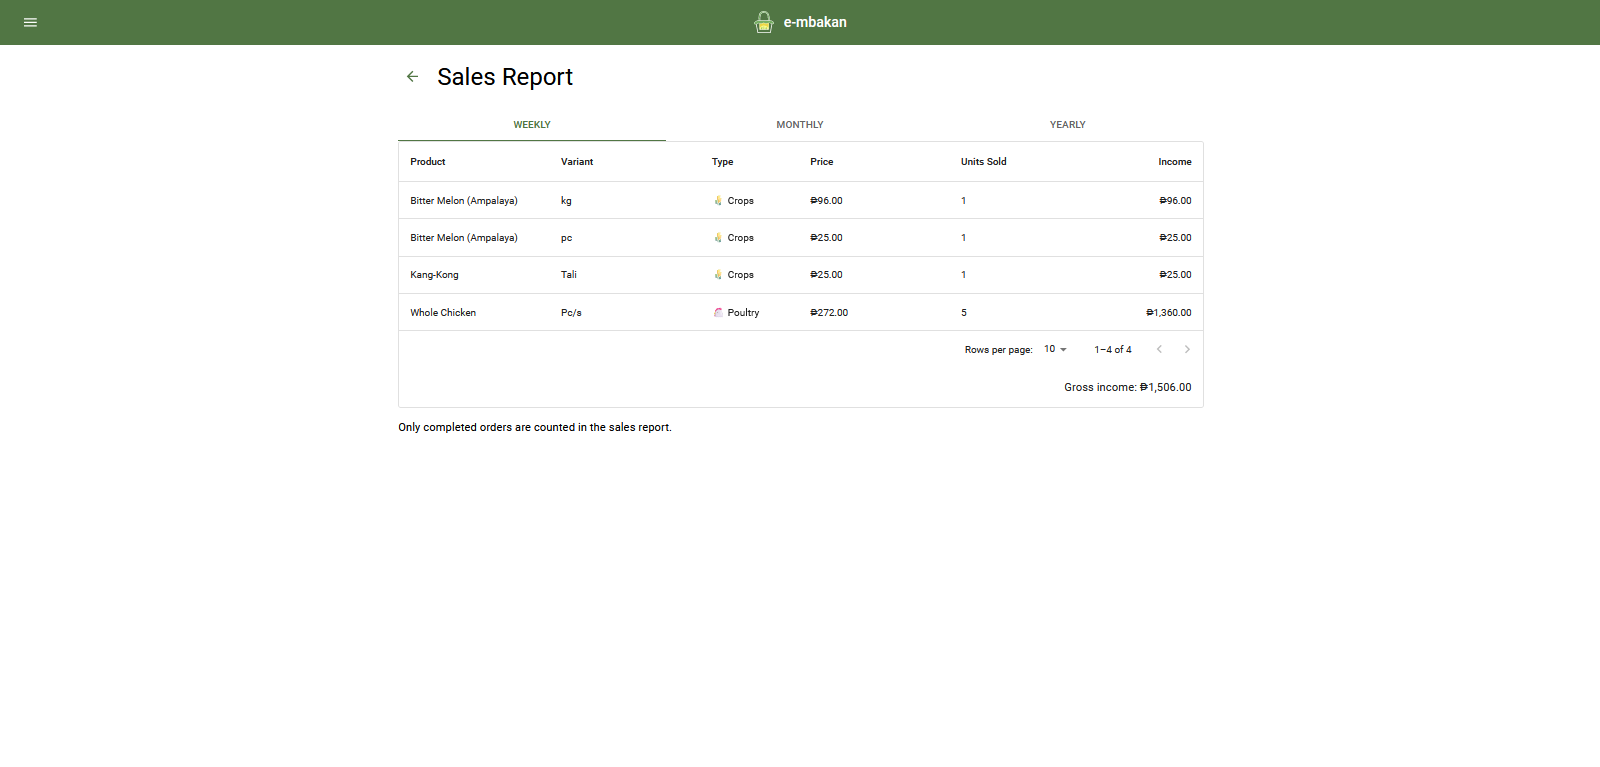 e-mbakan
Sales Report
WEEKLY MONTHLY YEARLY
Product Variant Type Price Units Sold Income
Bitter Melon (Ampalaya) kg Crops ₱96.00 1 ₱96.00
Bitter Melon (Ampalaya) pc Crops ₱25.00 1 ₱25.00
Kang-Kong Tali Crops ₱25.00 1 ₱25.00
Whole Chicken Pc/s Poultry ₱272.00 5 ₱1,360.00
Rows per page: 10 1–4 of 4
Gross income: ₱1,506.00
Only completed orders are counted in the sales report.